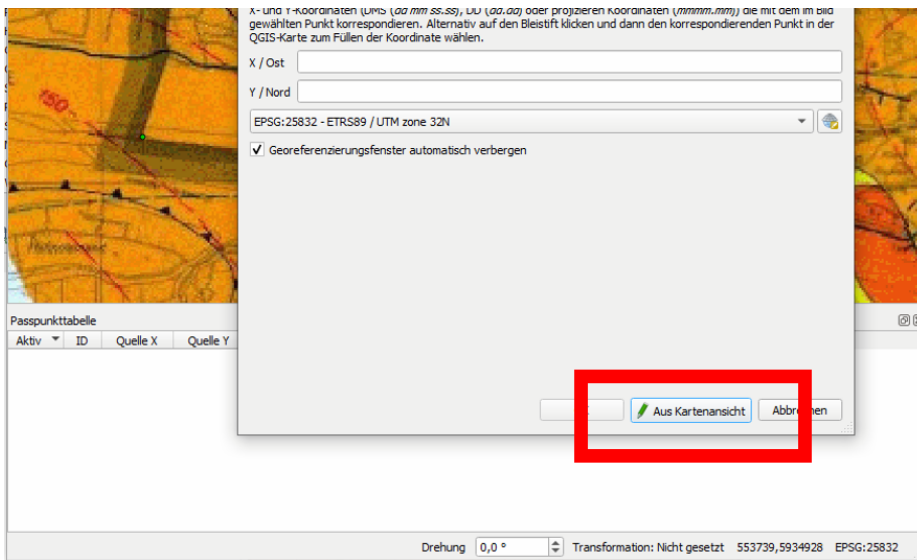 X- und Y-Koordinaten (DMS (dd mm ss.ss), DD (dd.dd) oder projizieren Koordinaten (mmmm.mm)) die mit dem im Bild
gewählten Punkt korrespondieren. Alternativ auf den Bleistift klicken und dann den korrespondierenden Punkt in der
QGIS-Karte zum Füllen der Koordinate wählen.
X / Ost
150
Y / Nord
EPSG:25832 - ETRS89 / UTM zone 32N
Georeferenzierungsfenster automatisch verbergen
Passpunkttabelle
Aktiv ID Quelle X Quelle Y
Aus Kartenansicht
Drehung 0,0 ° Transformation: Nicht gesetzt 553739,5934928 EPSG:25832